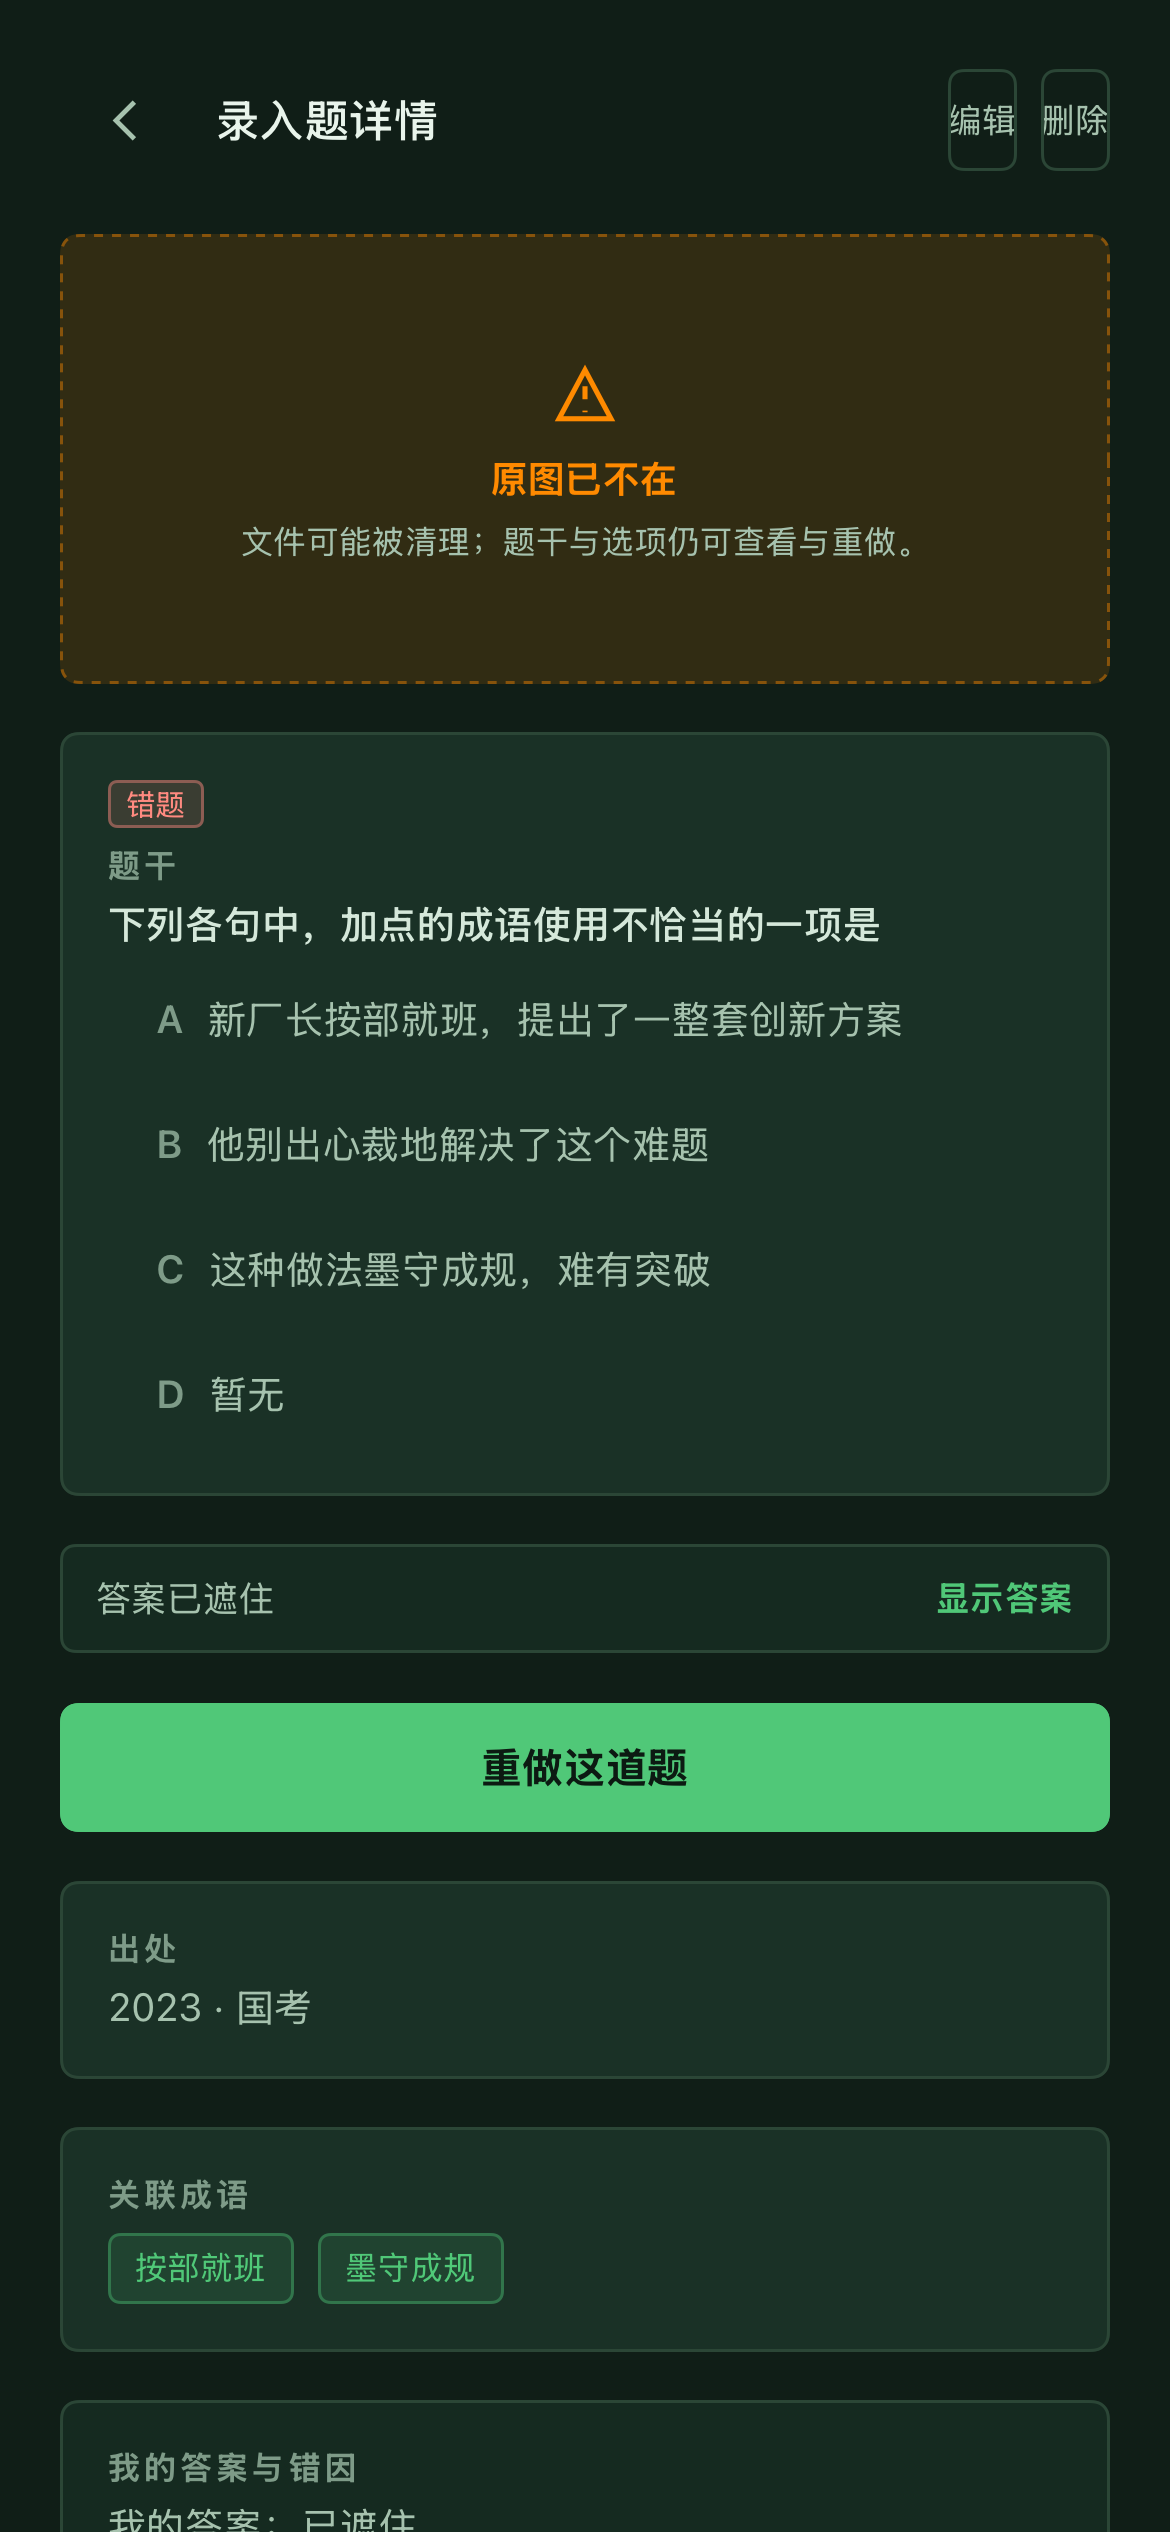 录入题详情
编辑 删除
原图已不在
文件可能被清理；题干与选项仍可查看与重做。
错题
题干
下列各句中，加点的成语使用不恰当的一项是
A 新厂长按部就班，提出了一整套创新方案
B 他别出心裁地解决了这个难题
C 这种做法墨守成规，难有突破
D 暂无
答案已遮住 显示答案
重做这道题
出处
2023 · 国考
关联成语
按部就班 墨守成规
我的答案与错因
我的答案：已遮住